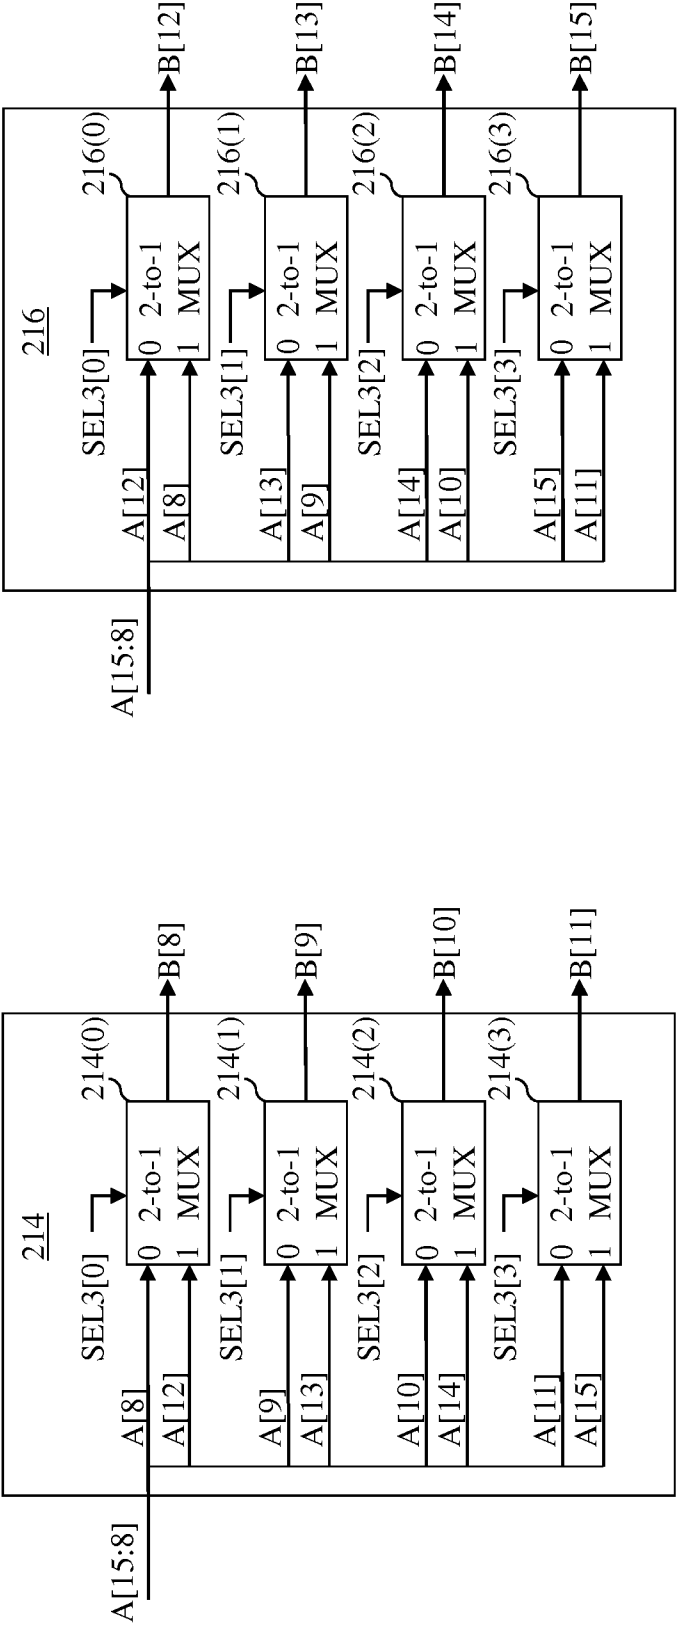 214
A[15:8]
A[8]
A[12]
SEL3[0]
0 2-to-1
1 MUX
214(0)
B[8]
A[9]
A[13]
SEL3[1]
0 2-to-1
1 MUX
214(1)
B[9]
A[10]
A[14]
SEL3[2]
0 2-to-1
1 MUX
214(2)
B[10]
A[11]
A[15]
SEL3[3]
0 2-to-1
1 MUX
214(3)
B[11]
216
A[15:8]
A[12]
A[8]
SEL3[0]
0 2-to-1
1 MUX
216(0)
B[12]
A[13]
A[9]
SEL3[1]
0 2-to-1
1 MUX
216(1)
B[13]
A[14]
A[10]
SEL3[2]
0 2-to-1
1 MUX
216(2)
B[14]
A[15]
A[11]
SEL3[3]
0 2-to-1
1 MUX
216(3)
B[15]